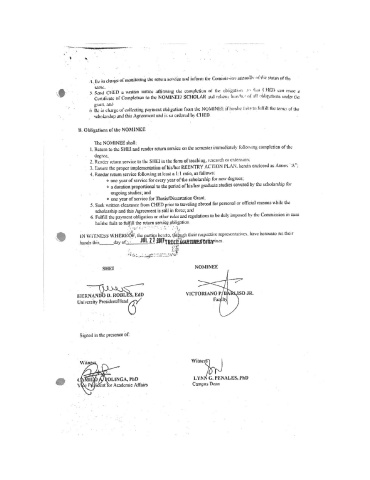 4. Be in charge of monitoring the return service and inform the Commission annually of the status of the
same.
5. Send CHED a written notice affirming the completion of the obligations so that CHED can issue a
Certificate of Completion to the NOMINEE/ SCHOLAR and release him/her of all obligations under the
grant; and
6. Be in charge of collecting payment obligation from the NOMINEE if he/she fails to fulfill the terms of the
scholarship and this Agreement and is so ordered by CHED
B. Obligations of the NOMINEE
The NOMINEE shall:
1. Return to the SHEI and render return service on the semester immediately following completion of the
degree;
2. Render return service to the SHEI in the form of teaching, research or extension;
3. Ensure the proper implementation of his/her REENTRY ACTION PLAN, herein enclosed as Annex "A";
4. Render return service following at least a 1:1 ratio, as follows:
• one year of service for every year of the scholarship for new degrees;
• a duration proportional to the period of his/her graduate studies covered by the scholarship for
ongoing studies; and
• one year of service for Thesis/Dissertation Grant.
5. Seek written clearance from CHED prior to traveling abroad for personal or official reasons while the
scholarship and this Agreement is still in force; and
6. Fulfill the payment obligation or other rules and regulations to be duly imposed by the Commission in case
he/she fails to fulfill the return service obligation
IN WITNESS WHEREOF, the parties hereto, through their respective representatives, have hereunto set their
hands this ____ day of JUL 27 2017
SHEI NOMINEE
HERNANDO D. ROBLES, EdD VICTORIANO P. BARLISO JR.
University President/Head Faculty
Signed in the presence of:
Witness Witness
A. SOLINGA, PhD LYNN G. PENALES, PhD
Vice President for Academic Affairs Campus Dean